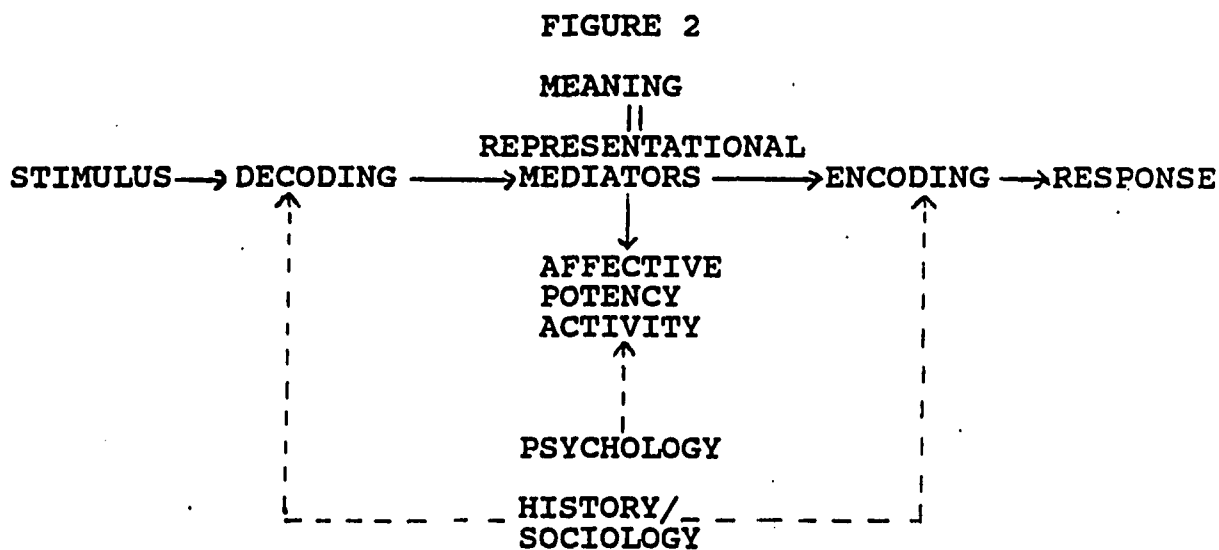 FIGURE 2
MEANING
REPRESENTATIONAL
STIMULUS DECODING MEDIATORS ENCODING RESPONSE
AFFECTIVE
POTENCY
ACTIVITY
PSYCHOLOGY
HISTORY/
SOCIOLOGY